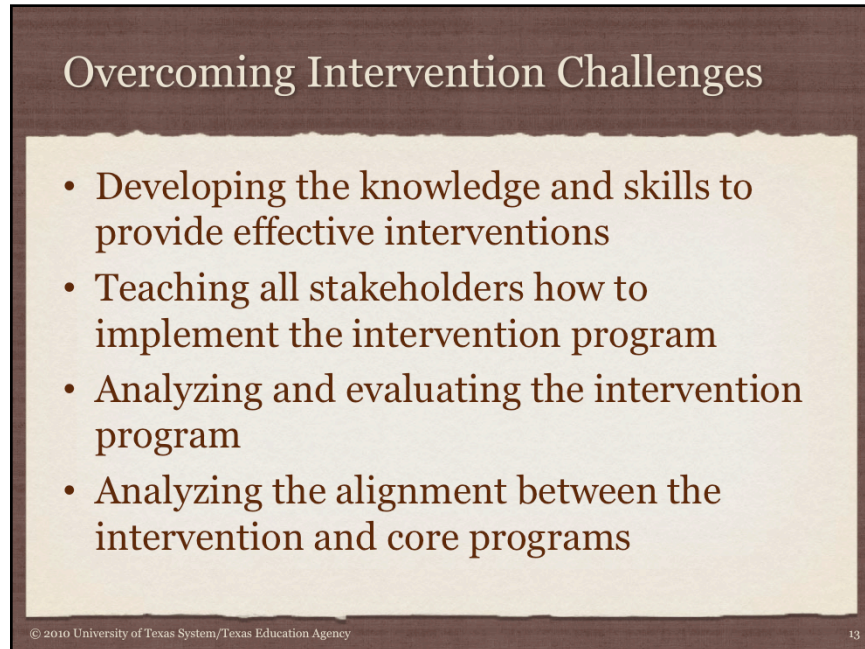 Overcoming Intervention Challenges
• Developing the knowledge and skills to
provide effective interventions
• Teaching all stakeholders how to
implement the intervention program
• Analyzing and evaluating the intervention
program
• Analyzing the alignment between the
intervention and core programs
© 2010 University of Texas System/Texas Education Agency
13